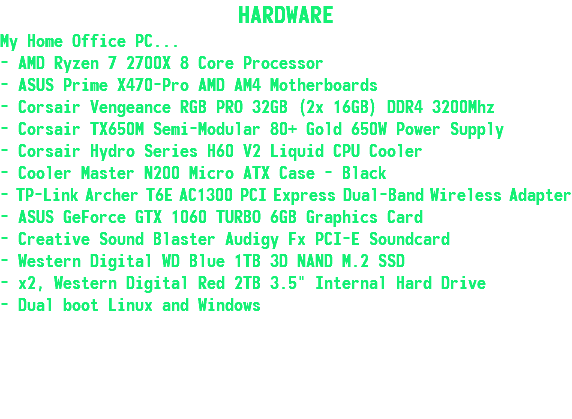 HARDWARE
My Home Office PC...
- AMD Ryzen 7 2700X 8 Core Processor
- ASUS Prime X470-Pro AMD AM4 Motherboards
- Corsair Vengeance RGB PRO 32GB (2x 16GB) DDR4 3200Mhz
- Corsair TX650M Semi-Modular 80+ Gold 650W Power Supply
- Corsair Hydro Series H60 V2 Liquid CPU Cooler
- Cooler Master N200 Micro ATX Case - Black
- TP-Link Archer T6E AC1300 PCI Express Dual-Band Wireless Adapter
- ASUS GeForce GTX 1060 TURBO 6GB Graphics Card
- Creative Sound Blaster Audigy Fx PCI-E Soundcard
- Western Digital WD Blue 1TB 3D NAND M.2 SSD
- x2, Western Digital Red 2TB 3.5" Internal Hard Drive
- Dual boot Linux and Windows